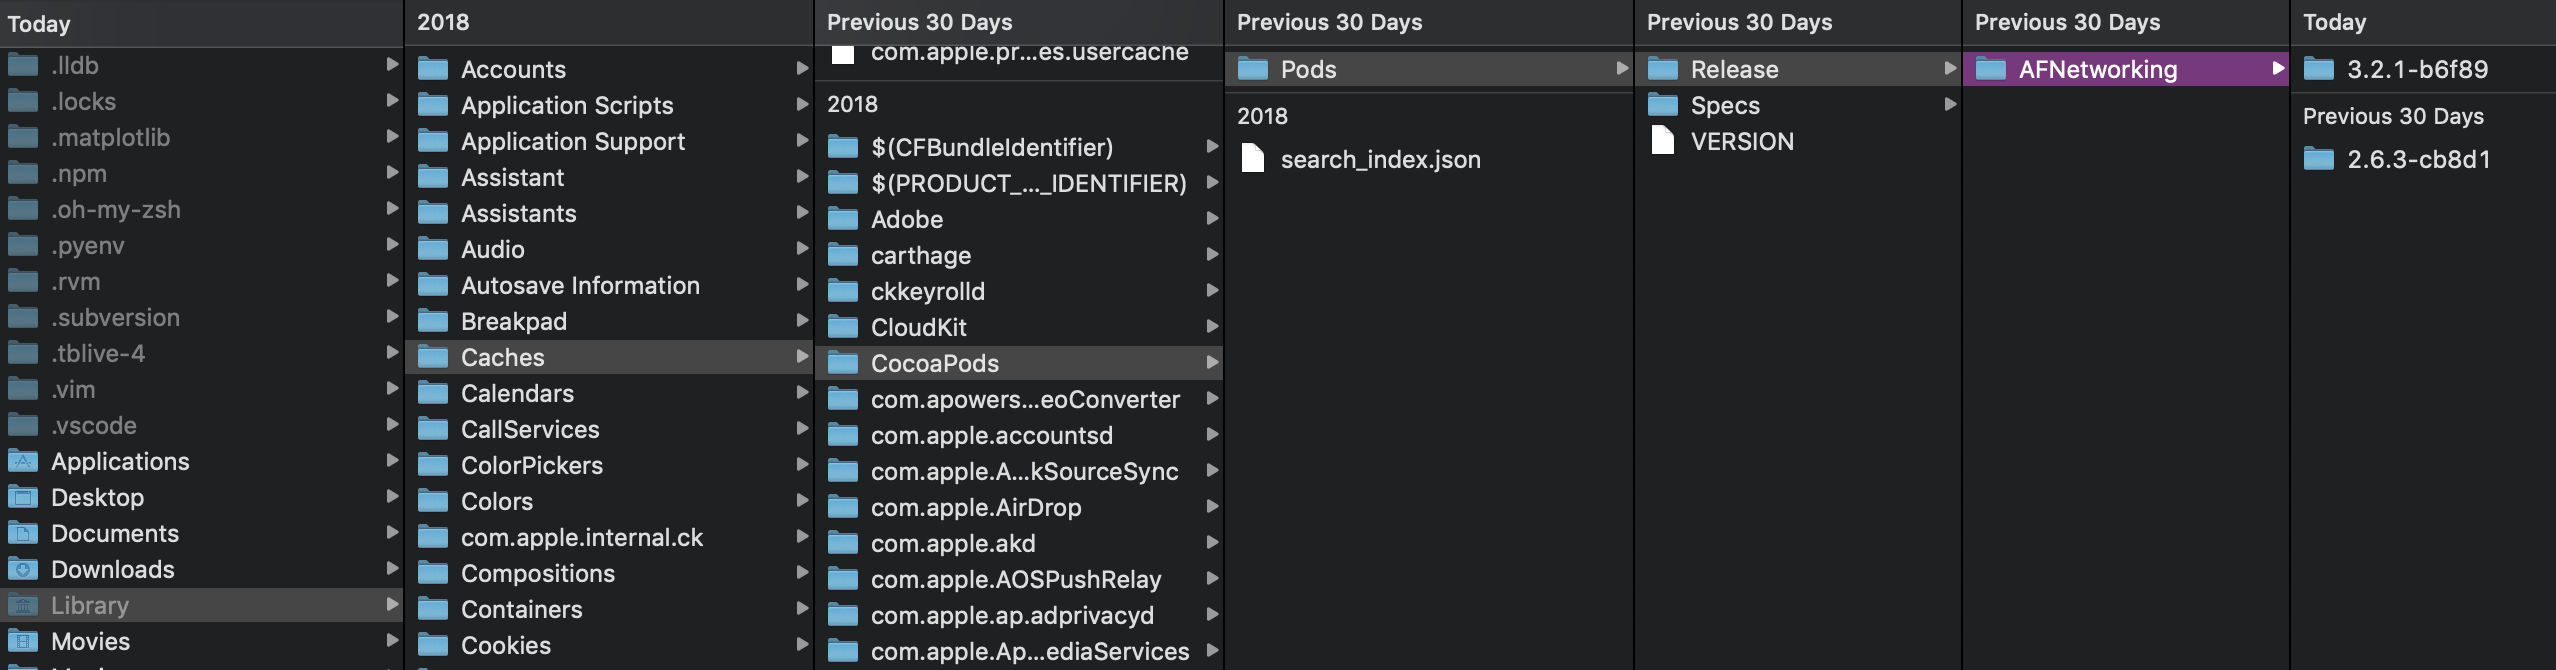 Today
.lldb
.locks
.matplotlib
.npm
.oh-my-zsh
.pyenv
.rvm
.subversion
.tblive-4
.vim
.vscode
Applications
Desktop
Documents
Downloads
Library
Movies
2018
Accounts
Application Scripts
Application Support
Assistant
Assistants
Audio
Autosave Information
Breakpad
Caches
Calendars
CallServices
ColorPickers
Colors
com.apple.internal.ck
Compositions
Containers
Cookies
Previous 30 Days
com.apple.pr...es.usercache
2018
$(CFBundleIdentifier)
$(PRODUCT_..._IDENTIFIER)
Adobe
carthage
ckkeyrolld
CloudKit
CocoaPods
com.apowers...eoConverter
com.apple.accountsd
com.apple.A...kSourceSync
com.apple.AirDrop
com.apple.akd
com.apple.AOSPushRelay
com.apple.ap.adprivacyd
com.apple.Ap...ediaServices
Previous 30 Days
Pods
2018
search_index.json
Previous 30 Days
Release
Specs
VERSION
Previous 30 Days
AFNetworking
Today
3.2.1-b6f89
Previous 30 Days
2.6.3-cb8d1